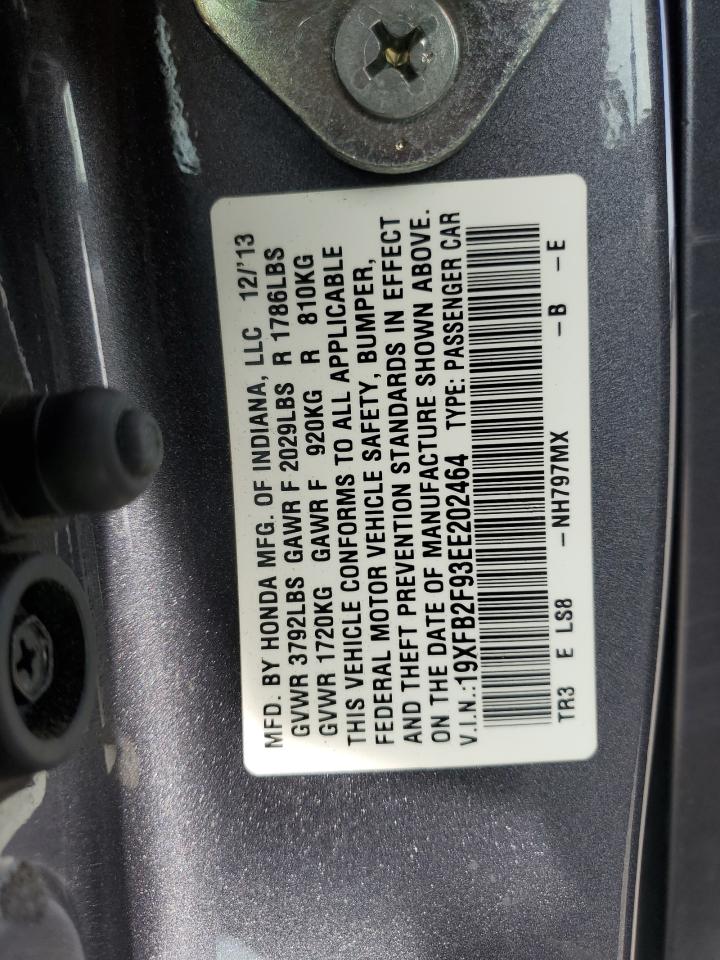 MFD. BY HONDA MFG. OF INDIANA, LLC 12/'13
GVWR 3792LBS GAWR F 2029LBS R 1786LBS
GVWR 1720KG GAWR F 920KG R 810KG
THIS VEHICLE CONFORMS TO ALL APPLICABLE
FEDERAL MOTOR VEHICLE SAFETY, BUMPER,
AND THEFT PREVENTION STANDARDS IN EFFECT
ON THE DATE OF MANUFACTURE SHOWN ABOVE.
V.I.N.:19XFB2F93EE202464 TYPE: PASSENGER CAR
TR3 E LS8 -NH797MX -B -E